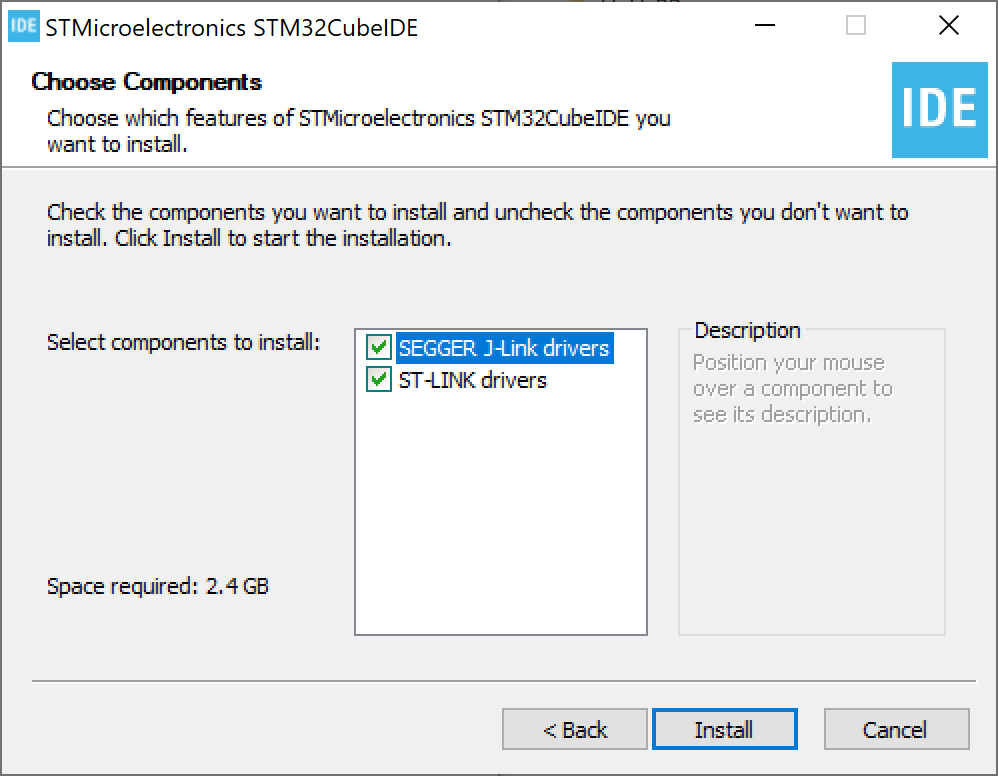 IDE STMicroelectronics STM32CubeIDE
Choose Components
Choose which features of STMicroelectronics STM32CubeIDE you
want to install.
IDE
Check the components you want to install and uncheck the components you don't want to
install. Click Install to start the installation.
Select components to install:
SEGGER J-Link drivers
ST-LINK drivers
Description
Position your mouse
over a component to
see its description.
Space required: 2.4 GB
< Back
Install
Cancel